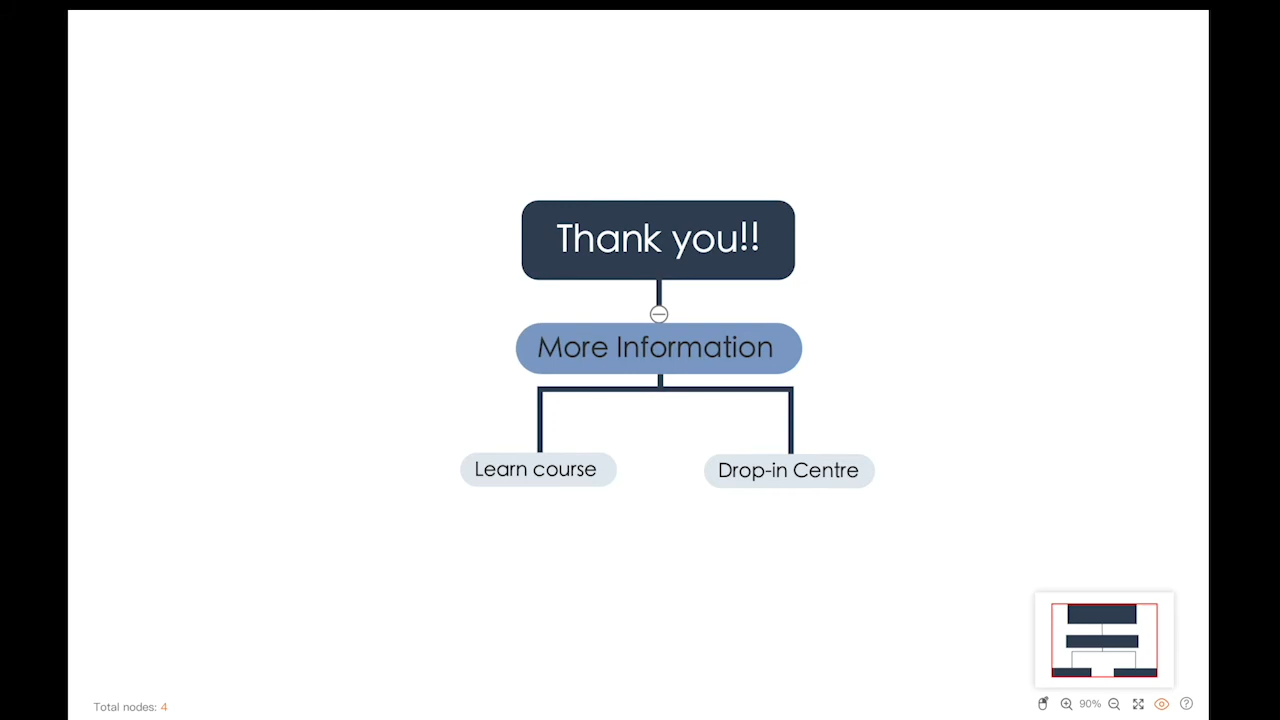 Thank you!!
More Information
Learn course
Drop-in Centre
Total nodes: 4
90%